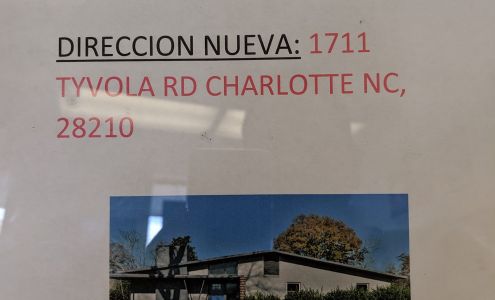 DIRECCION NUEVA: 1711
TYVOLA RD CHARLOTTE NC,
28210